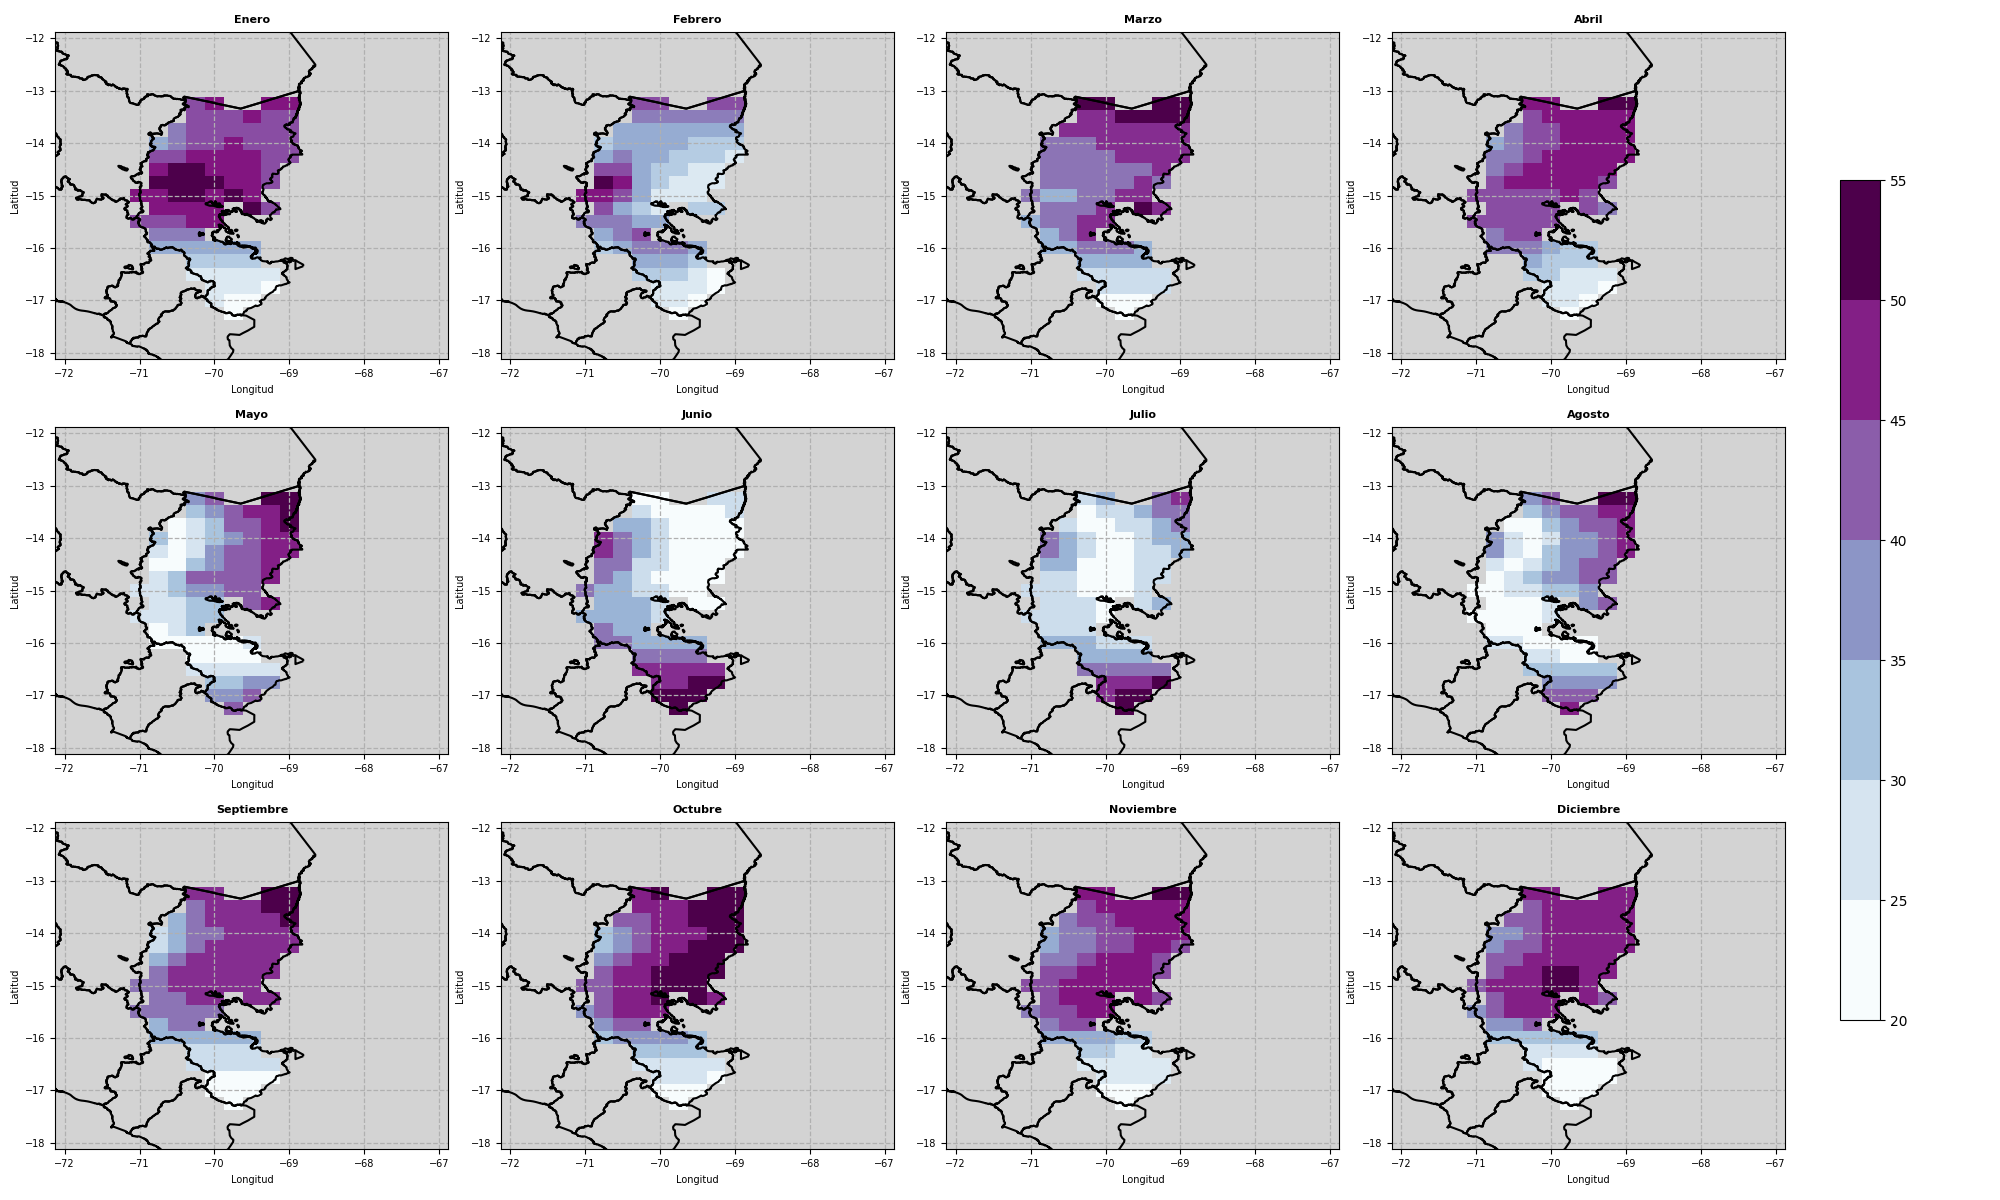 Enero Febrero Marzo Abril
−12 −12 −12 −12
−13 −13 −13 −13
−14 −14 −14 −14
−15 −15 −15 −15
−16 −16 −16 −16
−17 −17 −17 −17
−18 −18 −18 −18
Latitud Latitud Latitud Latitud
−72 −71 −70 −69 −68 −67 −72 −71 −70 −69 −68 −67 −72 −71 −70 −69 −68 −67 −72 −71 −70 −69 −68 −67
Longitud Longitud Longitud Longitud
Mayo Junio Julio Agosto
−12 −12 −12 −12
−13 −13 −13 −13
−14 −14 −14 −14
−15 −15 −15 −15
−16 −16 −16 −16
−17 −17 −17 −17
−18 −18 −18 −18
Latitud Latitud Latitud Latitud
−72 −71 −70 −69 −68 −67 −72 −71 −70 −69 −68 −67 −72 −71 −70 −69 −68 −67 −72 −71 −70 −69 −68 −67
Longitud Longitud Longitud Longitud
Septiembre Octubre Noviembre Diciembre
−12 −12 −12 −12
−13 −13 −13 −13
−14 −14 −14 −14
−15 −15 −15 −15
−16 −16 −16 −16
−17 −17 −17 −17
−18 −18 −18 −18
Latitud Latitud Latitud Latitud
−72 −71 −70 −69 −68 −67 −72 −71 −70 −69 −68 −67 −72 −71 −70 −69 −68 −67 −72 −71 −70 −69 −68 −67
Longitud Longitud Longitud Longitud
55
50
45
40
35
30
25
20